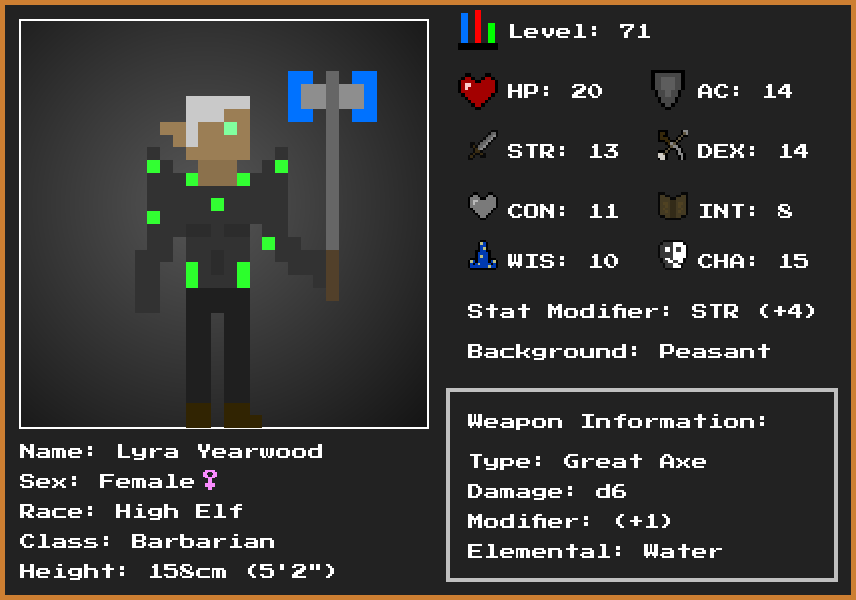 Level: 71
HP: 20 AC: 14
STR: 13 DEX: 14
CON: 11 INT: 8
WIS: 10 CHA: 15
Stat Modifier: STR (+4)
Background: Peasant
Weapon Information:
Type: Great Axe
Damage: d6
Modifier: (+1)
Elemental: Water
Name: Lyra Yearwood
Sex: Female♀
Race: High Elf
Class: Barbarian
Height: 158cm (5'2")